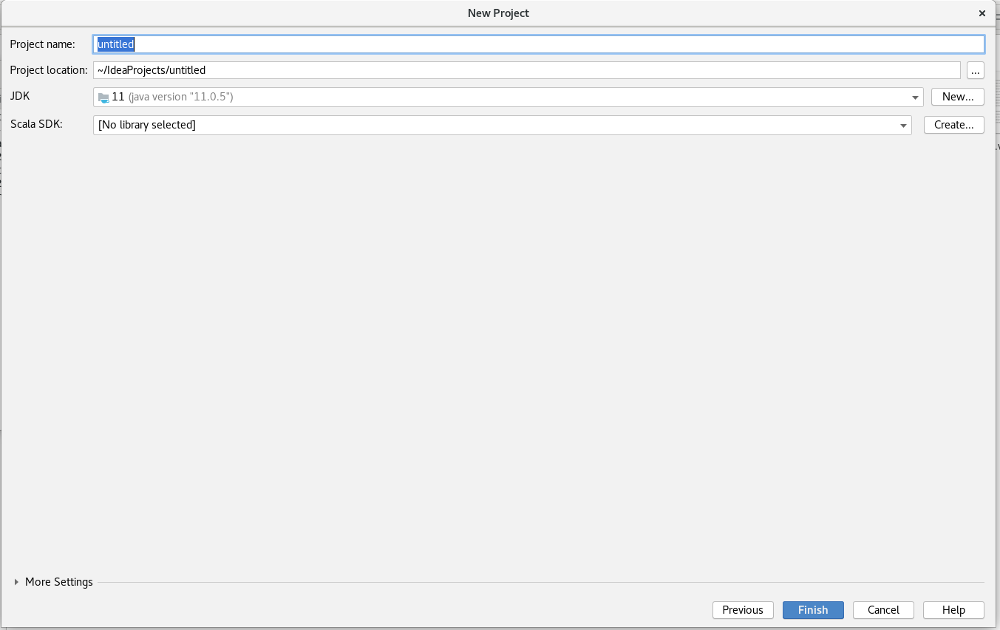 New Project
Project name: untitled
Project location: ~/IdeaProjects/untitled ...
JDK 11 (java version "11.0.5") New...
Scala SDK: [No library selected] Create...
More Settings
Previous Finish Cancel Help